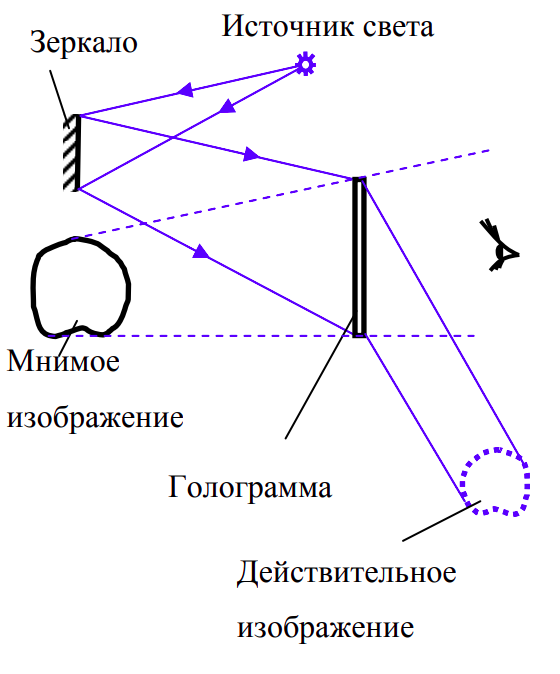 Источник света
Зеркало
Мнимое
изображение
Голограмма
Действительное
изображение